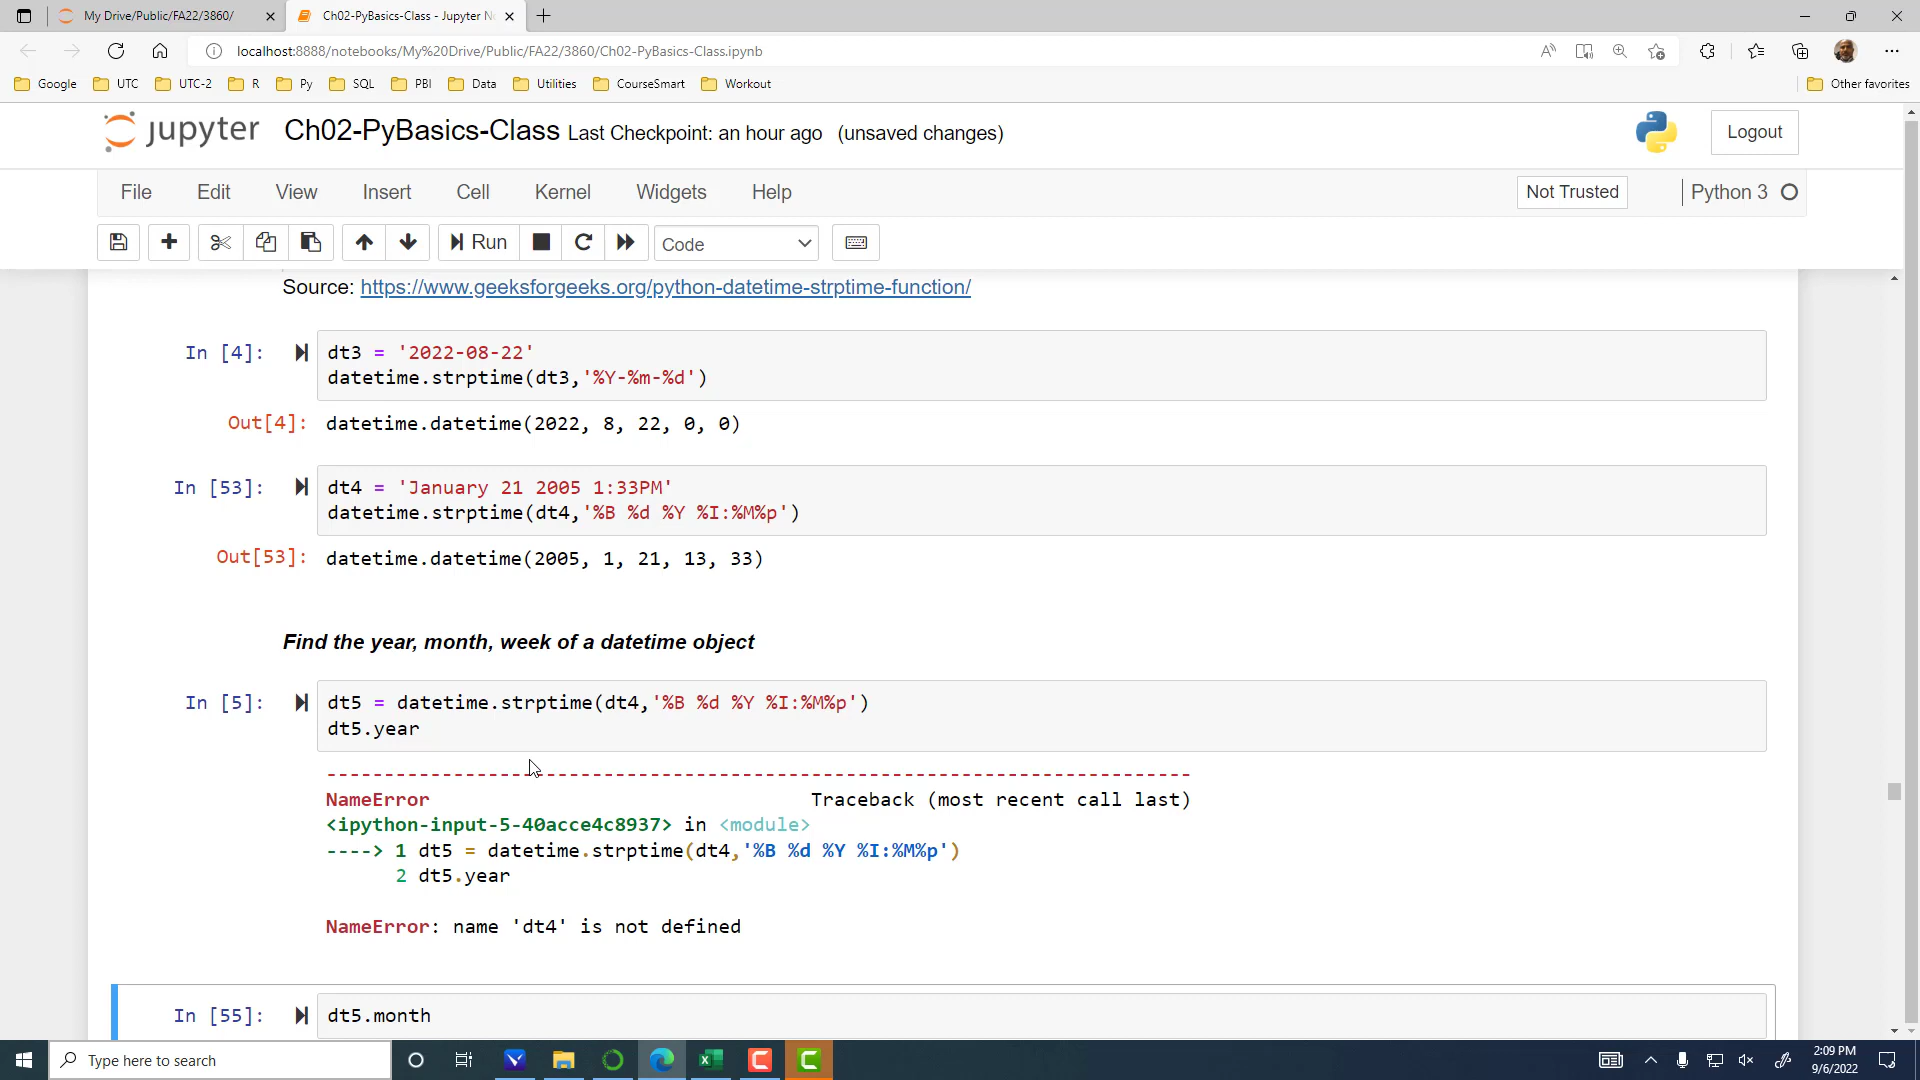 My Drive/Public/FA22/3860/
Ch02-PyBasics-Class - Jupyter N
localhost:8888/notebooks/My%20Drive/Public/FA22/3860/Ch02-PyBasics-Class.ipynb
Google UTC UTC-2 R Py SQL PBI Data Utilities CourseSmart Workout Other favorites
jupyter Ch02-PyBasics-Class Last Checkpoint: an hour ago (unsaved changes) Logout
File Edit View Insert Cell Kernel Widgets Help Not Trusted Python 3
Run Code
Source: https://www.geeksforgeeks.org/python-datetime-strptime-function/
In [4]: dt3 = '2022-08-22'
datetime.strptime(dt3,'%Y-%m-%d')
Out[4]: datetime.datetime(2022, 8, 22, 0, 0)
In [53]: dt4 = 'January 21 2005 1:33PM'
datetime.strptime(dt4,'%B %d %Y %I:%M%p')
Out[53]: datetime.datetime(2005, 1, 21, 13, 33)
Find the year, month, week of a datetime object
In [5]: dt5 = datetime.strptime(dt4,'%B %d %Y %I:%M%p')
dt5.year
---------------------------------------------------------------------------
NameError Traceback (most recent call last)
<ipython-input-5-40acce4c8937> in <module>
----> 1 dt5 = datetime.strptime(dt4,'%B %d %Y %I:%M%p')
2 dt5.year
NameError: name 'dt4' is not defined
In [55]: dt5.month
Type here to search
2:09 PM
9/6/2022